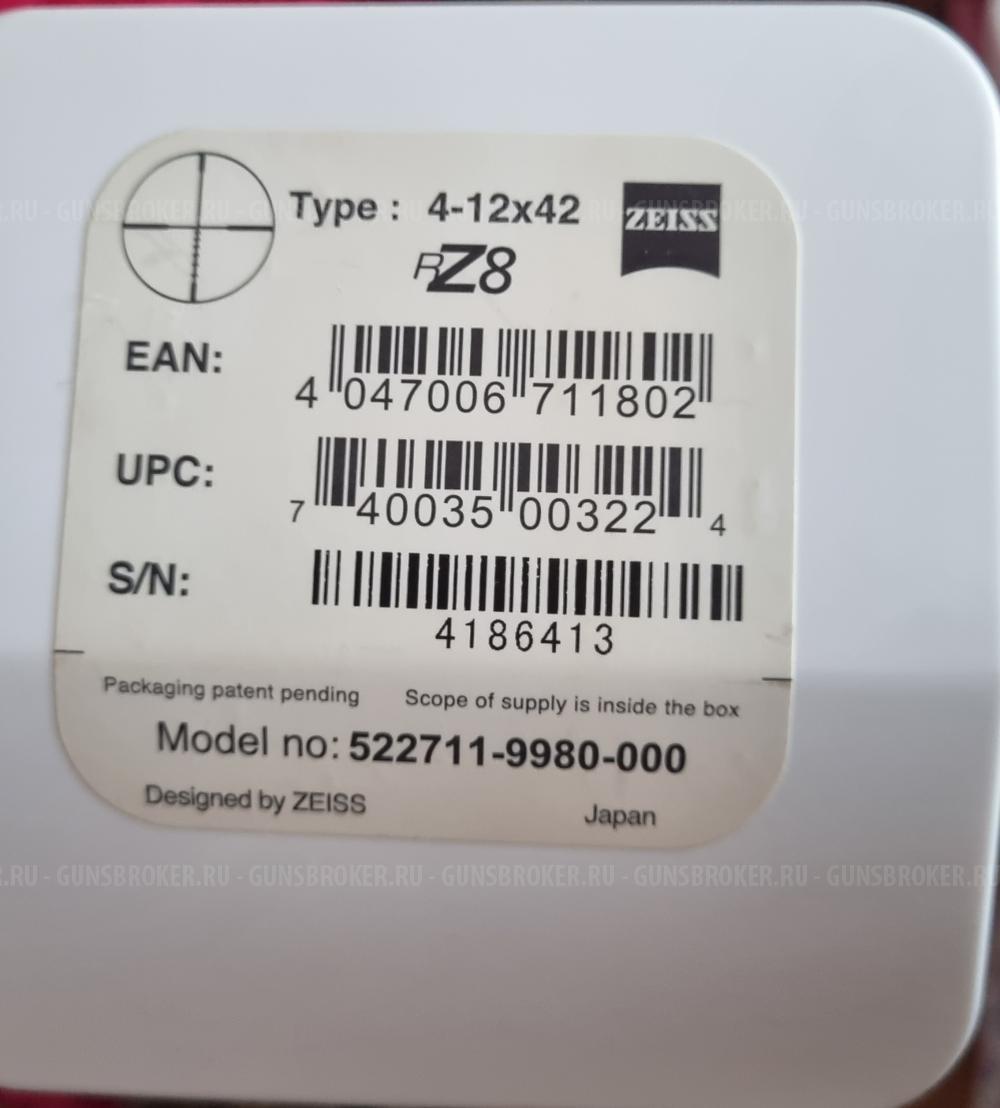 Type : 4-12x42
ZEISS
RZ8
EAN:
4 047006 711802
UPC:
7 40035 00322 4
S/N:
4186413
Packaging patent pending Scope of supply is inside the box
Model no: 522711-9980-000
Designed by ZEISS Japan
.RU - GUNSBROKER.RU - GUNSBROKER.RU - GUNSBROKER.RU - GUNSBROKER.RU - GUNSBROKER.R